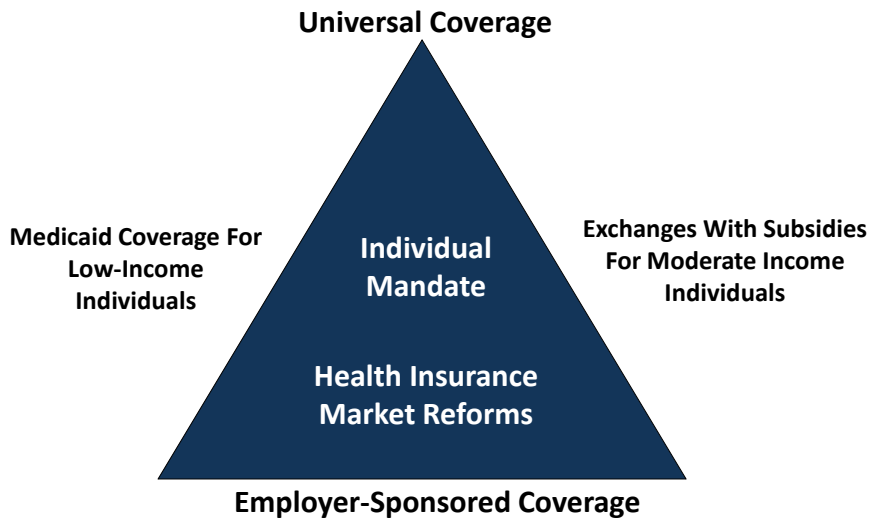 Universal Coverage
Medicaid Coverage For
Low-Income
Individuals
Individual
Mandate
Exchanges With Subsidies
For Moderate Income
Individuals
Health Insurance
Market Reforms
Employer-Sponsored Coverage